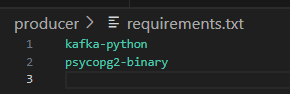 producer > requirements.txt
1 kafka-python
2 psycopg2-binary
3